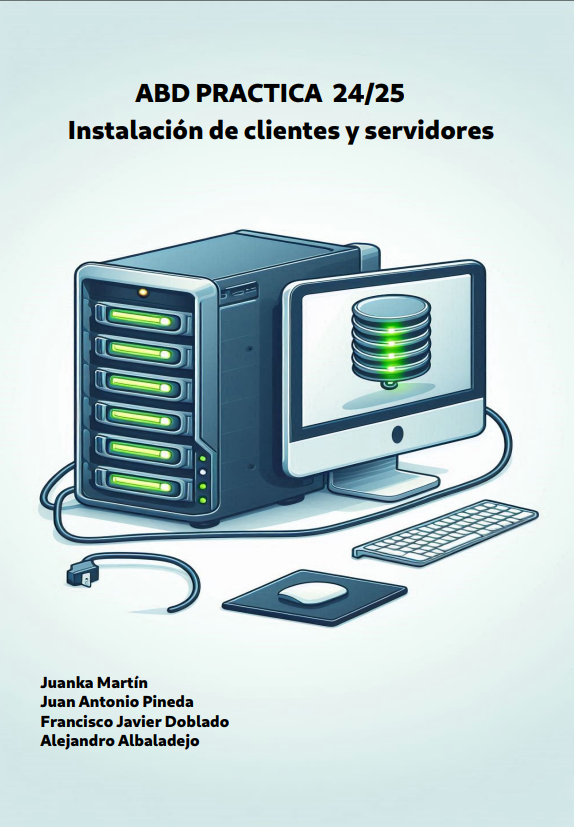 ABD PRACTICA 24/25
Instalación de clientes y servidores
Juanka Martín
Juan Antonio Pineda
Francisco Javier Doblado
Alejandro Albaladejo